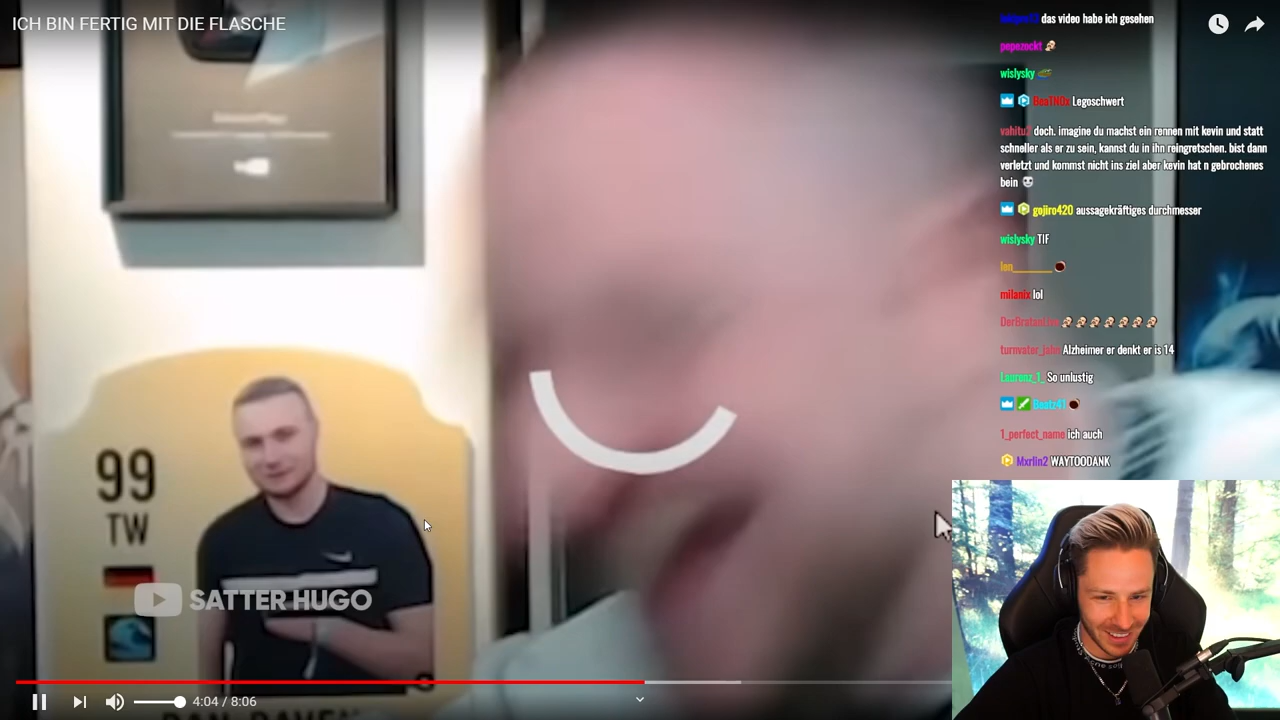 ICH BIN FERTIG MIT DIE FLASCHE
das video habe ich gesehen
pepezockt
wislysky
Legoschwert
doch. imagine du machst ein rennen mit kevin und statt
schneller als er zu sein, kannst du in ihn reingretschen. bist dann
verletzt und kommst nicht ins ziel aber kevin hat n gebrochenes
bein
gojiro420 aussagekräftiges durchmesser
wislysky TIF
milanix lol
turnvater_jahn Alzheimer er denkt er is 14
Laurenz_1_ So unlustig
Beatz41
1_perfect_name ich auch
Mxrlin2 WAYTOODANK
99
TW
SATTER HUGO
4:04 / 8:06